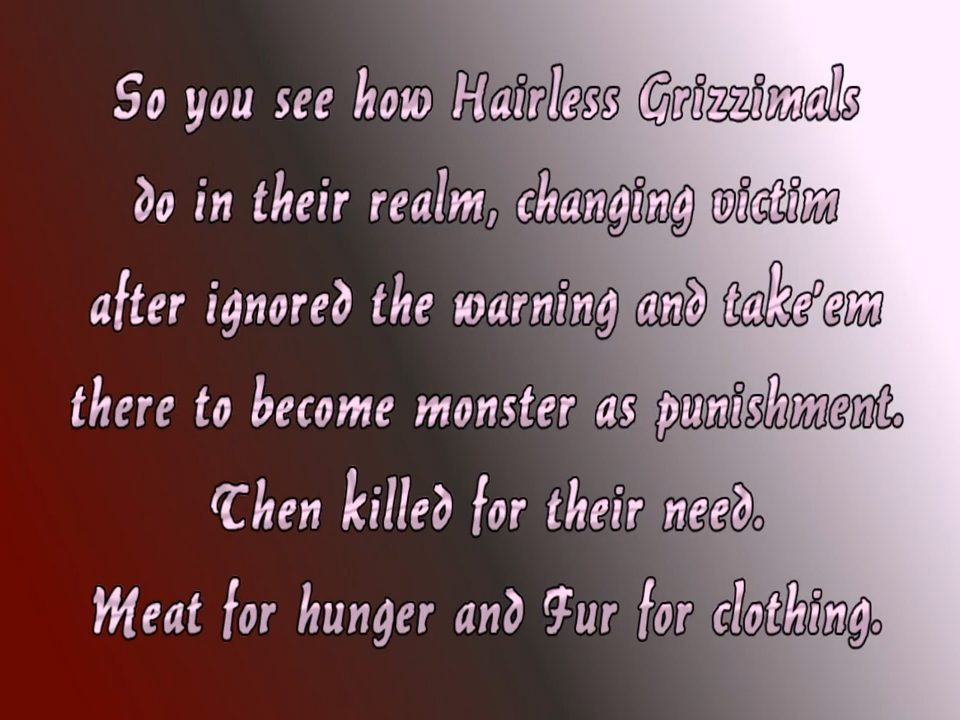 So you see how Hairless Grizzimals
do in their realm, changing victim
after ignored the warning and take'em
there to become monster as punishment.
Then killed for their need.
Meat for hunger and Fur for clothing.